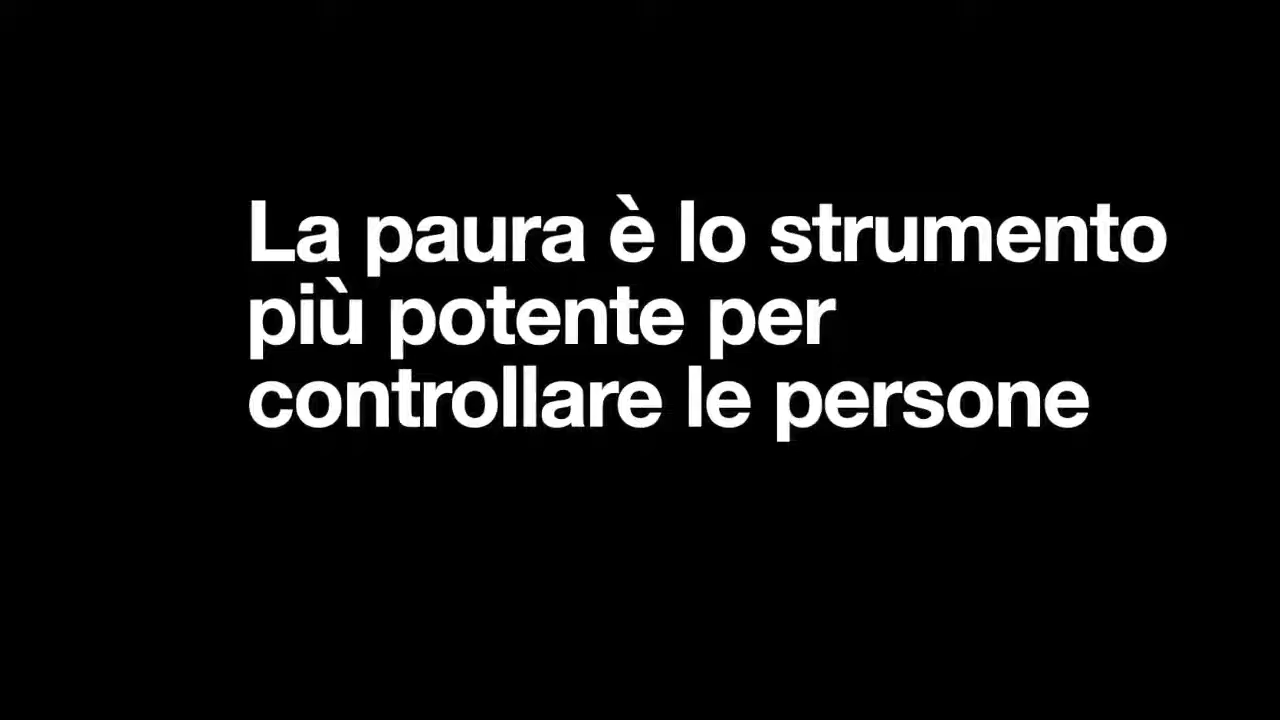 La paura è lo strumento
più potente per
controllare le persone